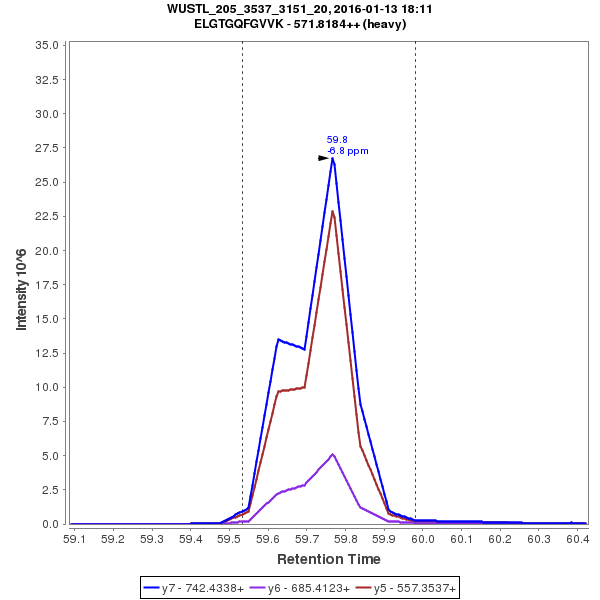 WUSTL_205_3537_3151_20, 2016-01-13 18:11
ELGTGQFGVVK - 571.8184++ (heavy)
35.0
32.5
30.0
27.5
25.0
22.5
20.0
17.5
15.0
12.5
10.0
7.5
5.0
2.5
0.0
Intensity 10^6
59.8
-6.8 ppm
59.1 59.2 59.3 59.4 59.5 59.6 59.7 59.8 59.9 60.0 60.1 60.2 60.3 60.4
Retention Time
y7 - 742.4338+ y6 - 685.4123+ y5 - 557.3537+